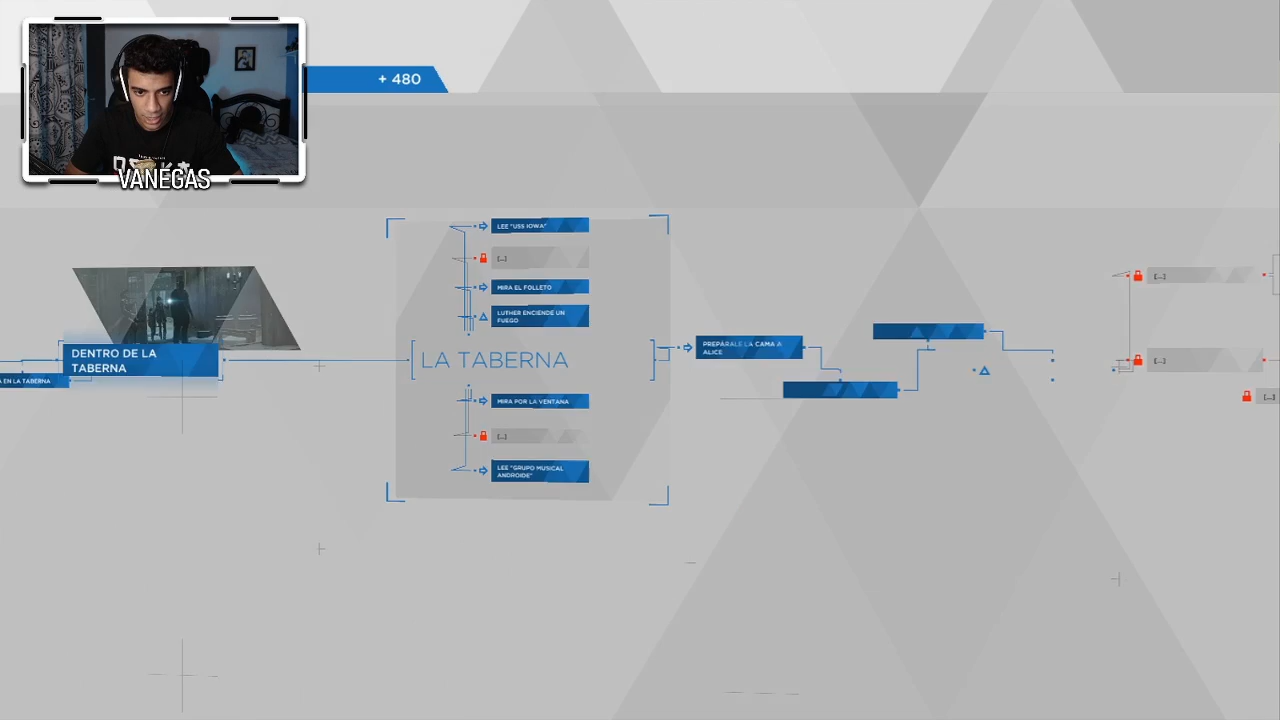 + 480
VANEGAS
LEE "USS IOWA"
[...]
MIRA EL FOLLETO
LUTHER ENCIENDE UN
FUEGO
DENTRO DE LA
TABERNA
A EN LA TABERNA
LA TABERNA
PREPÁRALE LA CAMA A
ALICE
MIRA POR LA VENTANA
[...]
LEE "GRUPO MUSICAL
ANDROIDE"
[...]
[...]
[...]